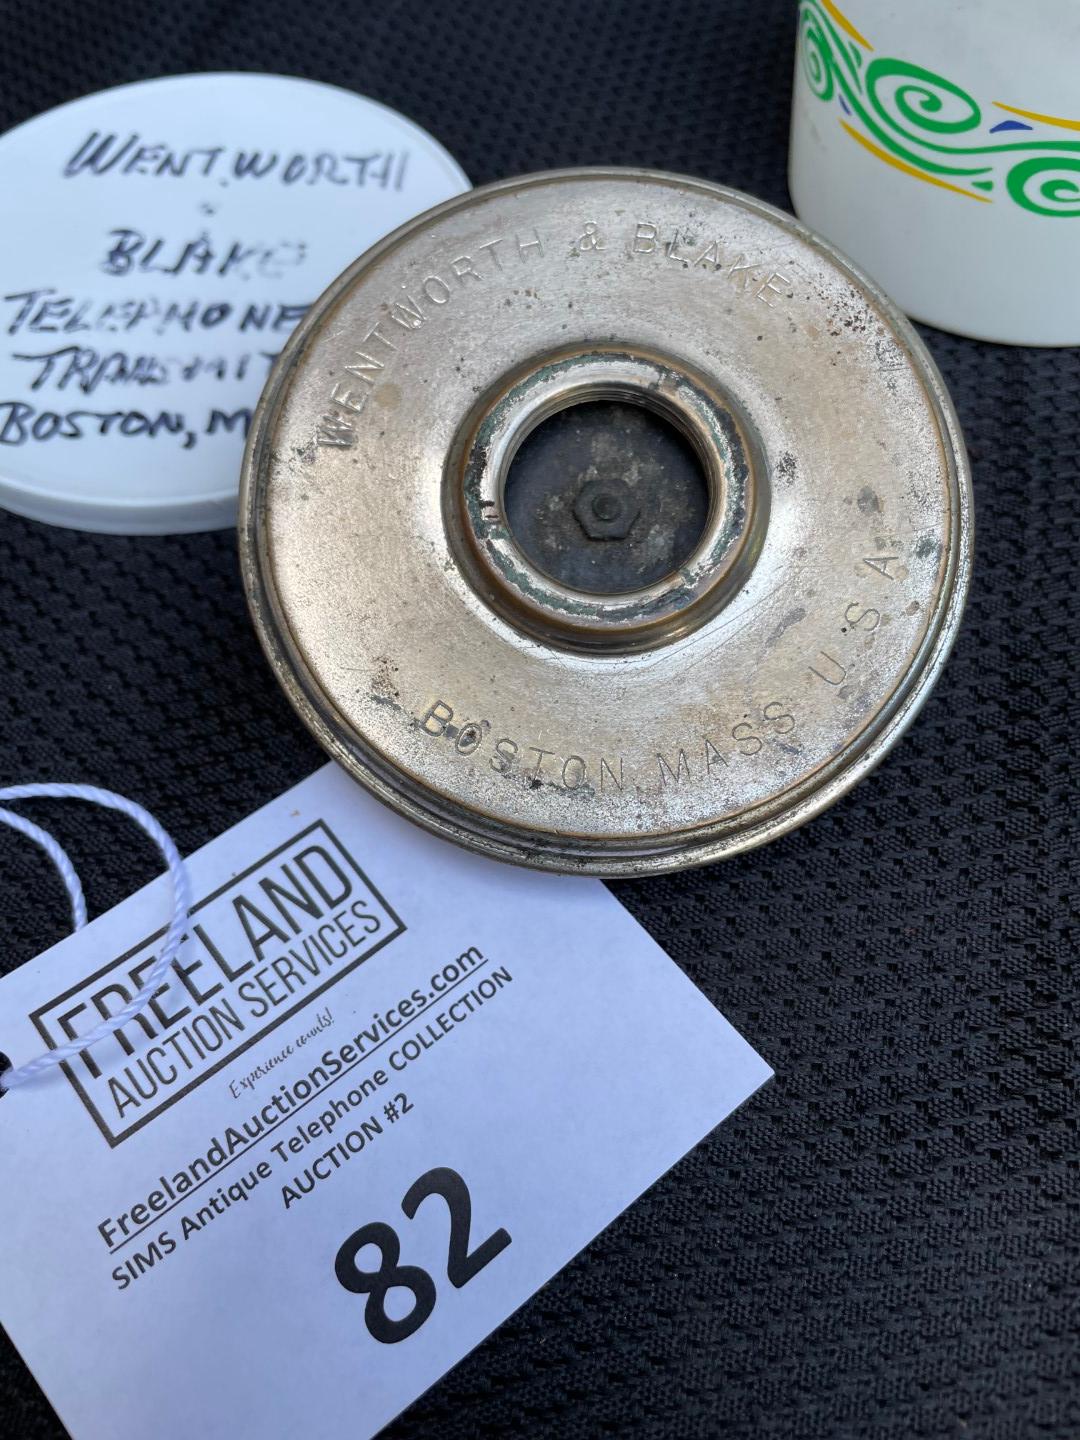 WENTWORTH
&
BLAKE
TELEPHONE
BOSTON,
WENTWORTH & BLAKE
BOSTON, MASS U.S.A.
FREELAND
AUCTION SERVICES
Experience counts!
FreelandAuctionServices.com
SIMS Antique Telephone COLLECTION
AUCTION #2
82